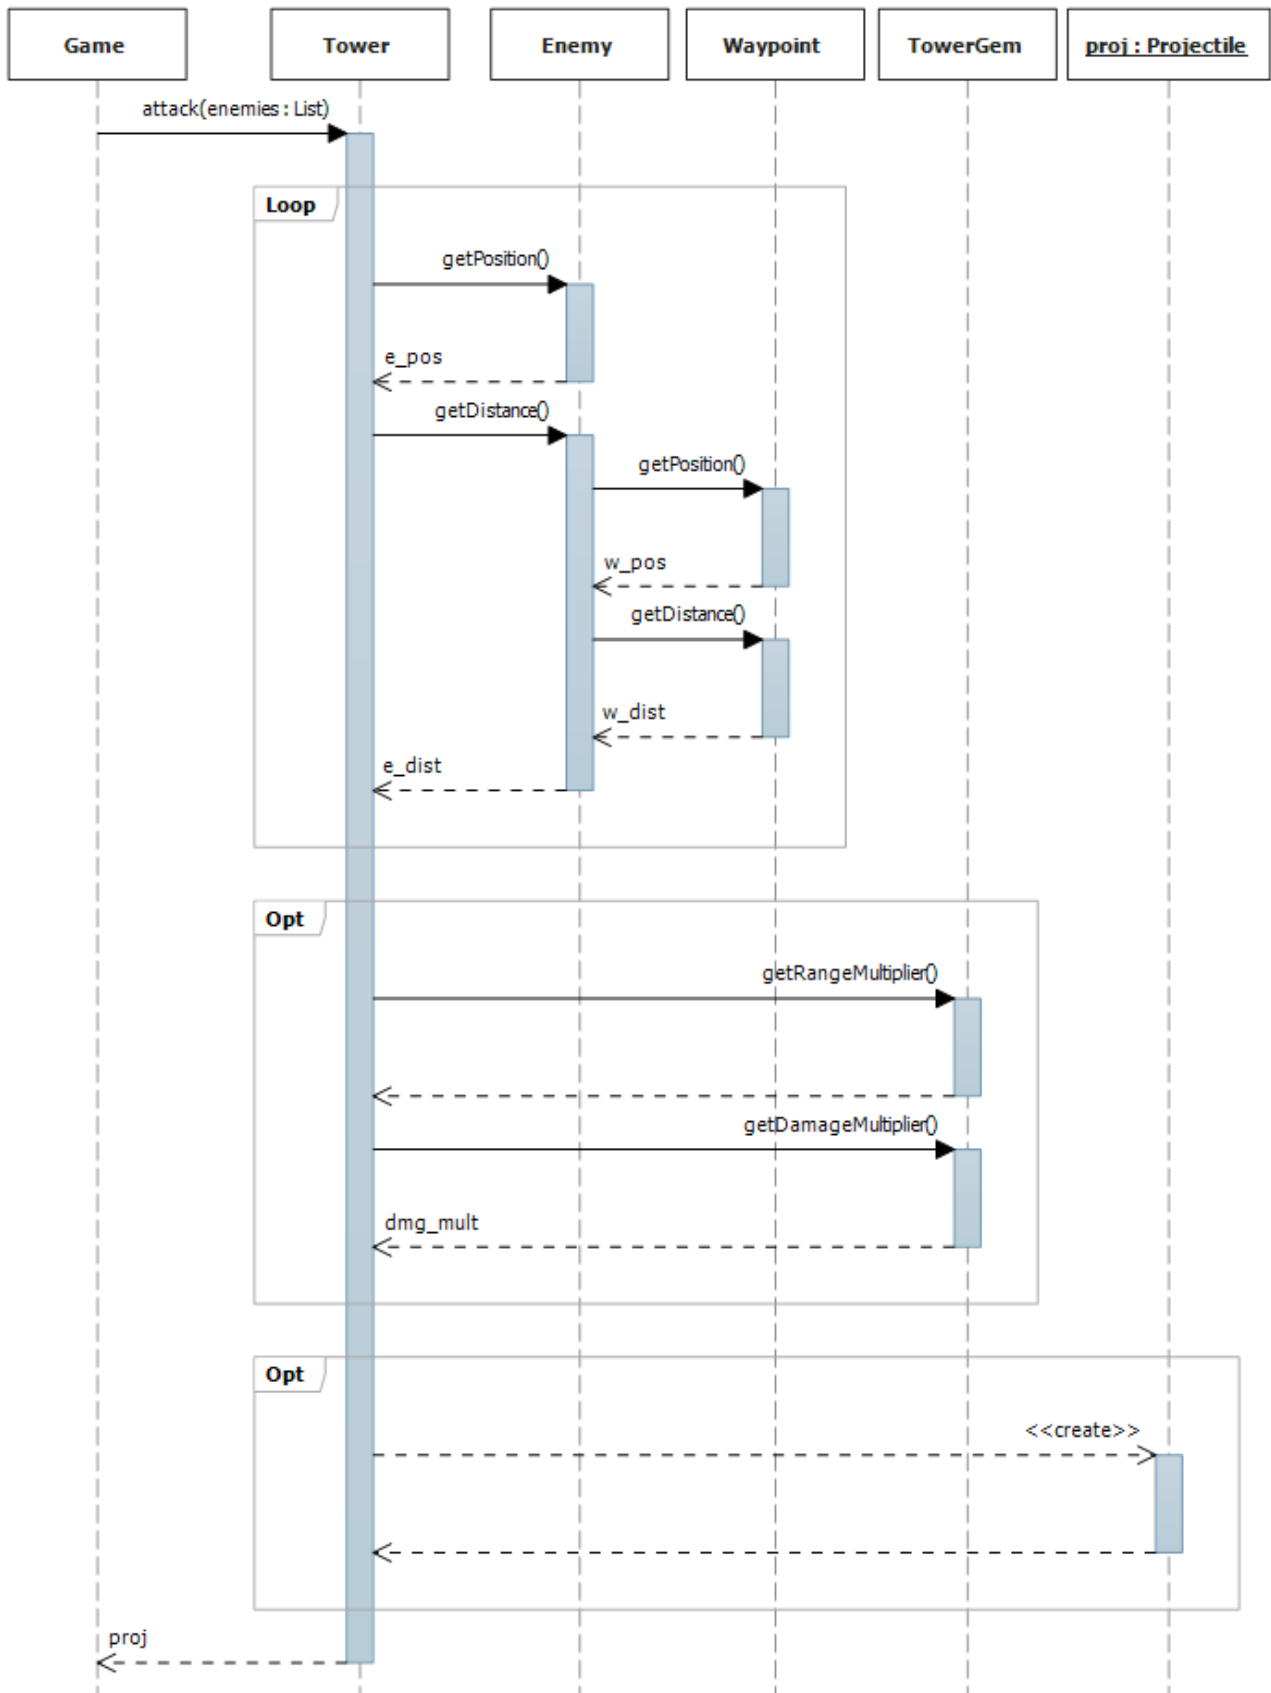 Game Tower Enemy Waypoint TowerGem proj : Projectile
attack(enemies : List)
Loop
getPosition()
e_pos
getDistance()
getPosition()
w_pos
getDistance()
w_dist
e_dist
Opt
getRangeMultiplier()
getDamageMultiplier()
dmg_mult
Opt
<<create>>
proj